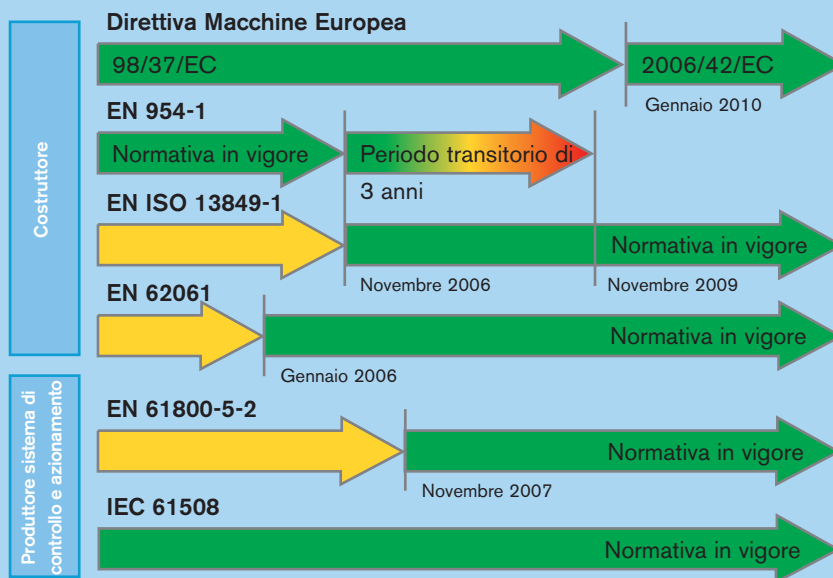 Direttiva Macchine Europea
98/37/EC
2006/42/EC
Gennaio 2010
Costruttore
EN 954-1
Normativa in vigore
Periodo transitorio di
3 anni
EN ISO 13849-1
Normativa in vigore
Novembre 2006
Novembre 2009
EN 62061
Normativa in vigore
Gennaio 2006
Produttore sistema di
controllo e azionamento
EN 61800-5-2
Normativa in vigore
Novembre 2007
IEC 61508
Normativa in vigore